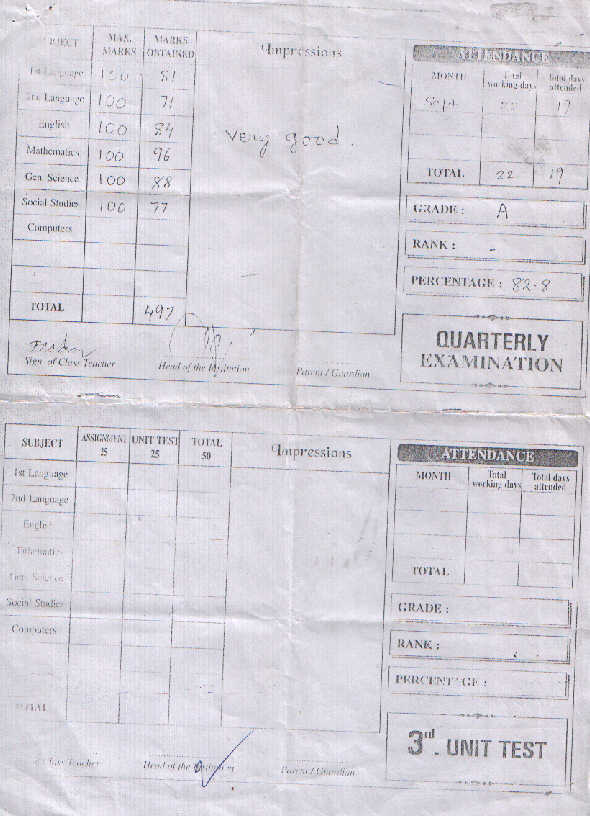 SUBJECT MAX. MARKS MARKS OBTAINED Impressions
1st Language 100 81
2nd Language 100 71
English 100 84
Mathematics 100 96
Gen. Science 100 88
Social Studies 100 77
Computers
TOTAL 497
very good.
Sign. of Class Teacher Head of the Institution Parent / Guardian
ATTENDANCE
MONTH Total working days Total days attended
Sept 22
TOTAL 22 19
GRADE : A
RANK : -
PERCENTAGE : 82.8
QUARTERLY
EXAMINATION
SUBJECT ASSIGNMENT 25 UNIT TEST 25 TOTAL 50 Impressions
1st Language
2nd Language
English
Mathematics
Gen. Science
Social Studies
Computers
TOTAL
Class Teacher Head of the Institution Parent / Guardian
ATTENDANCE
MONTH Total working days Total days attended
TOTAL
GRADE :
RANK :
PERCENTAGE :
3rd. UNIT TEST